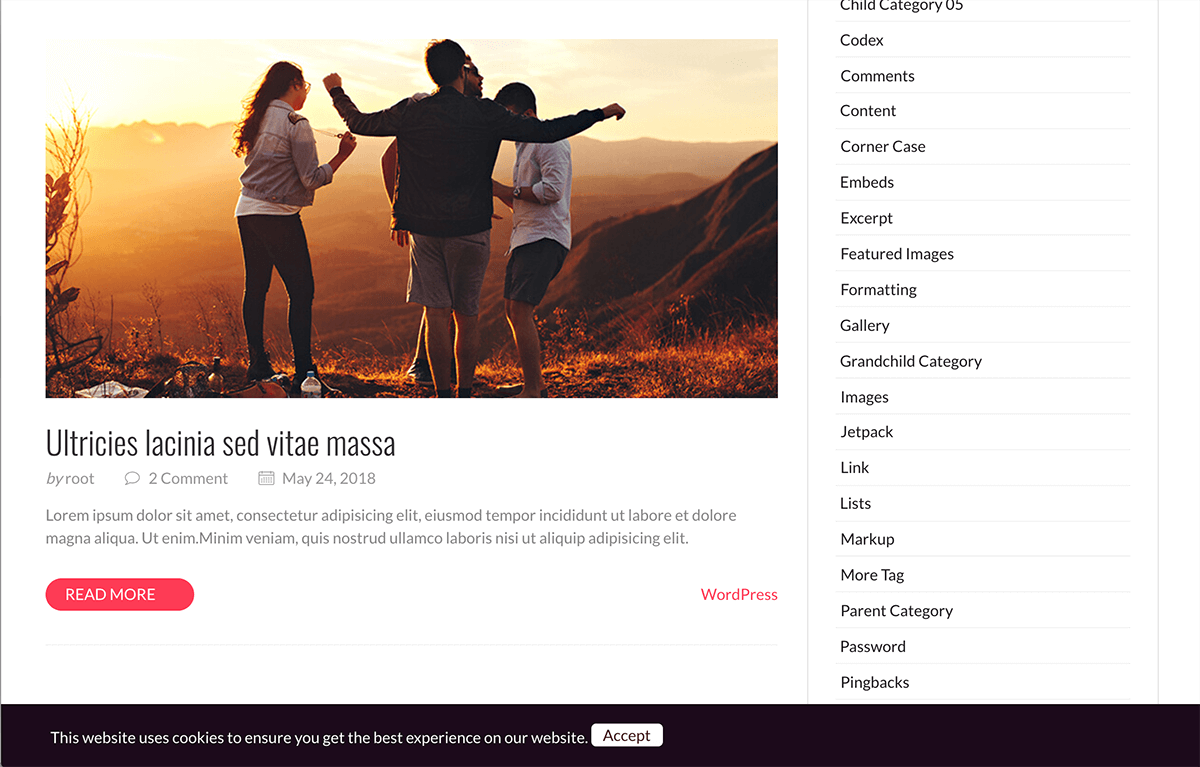 Ultricies lacinia sed vitae massa
by root 2 Comment May 24, 2018
Lorem ipsum dolor sit amet, consectetur adipisicing elit, eiusmod tempor incididunt ut labore et dolore
magna aliqua. Ut enim.Minim veniam, quis nostrud ullamco laboris nisi ut aliquip adipisicing elit.
READ MORE
WordPress
Child Category 05
Codex
Comments
Content
Corner Case
Embeds
Excerpt
Featured Images
Formatting
Gallery
Grandchild Category
Images
Jetpack
Link
Lists
Markup
More Tag
Parent Category
Password
Pingbacks
This website uses cookies to ensure you get the best experience on our website. Accept